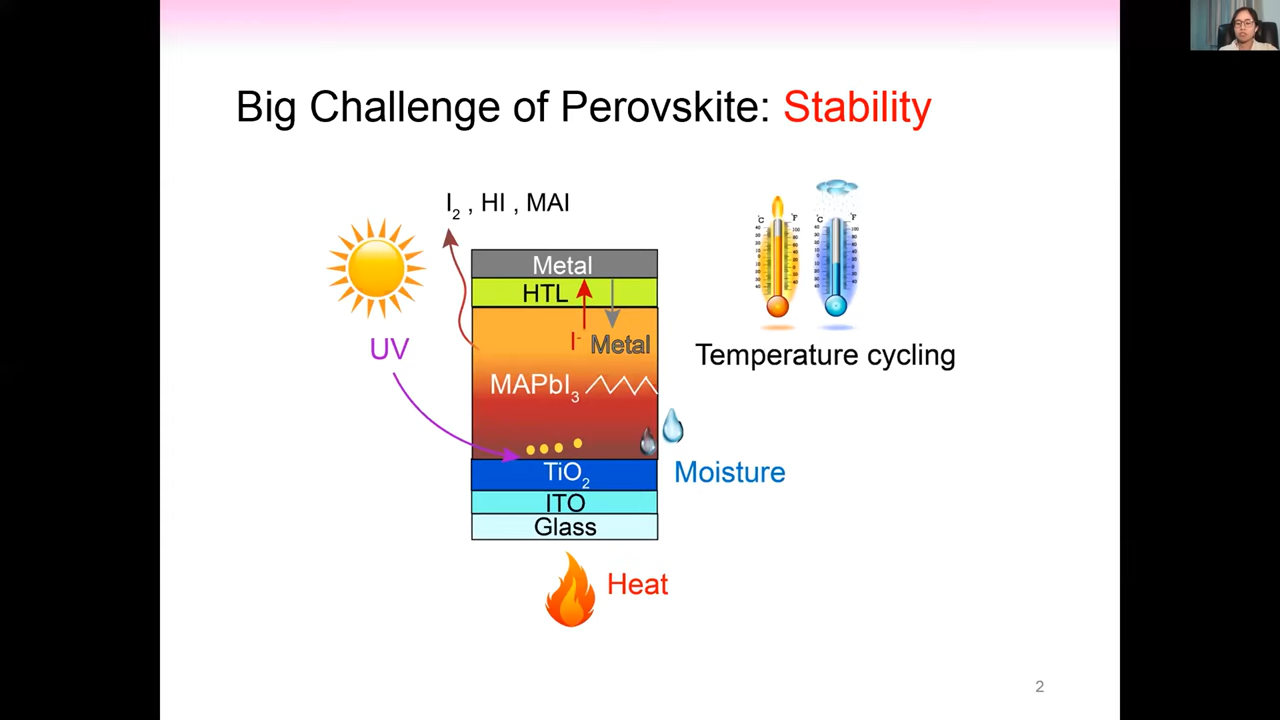 Big Challenge of Perovskite: Stability
I2 , HI , MAI
Metal
HTL
I-
Metal
UV
MAPbI3
TiO2
ITO
Glass
Temperature cycling
Moisture
Heat
°C
°F
°C
°F
2